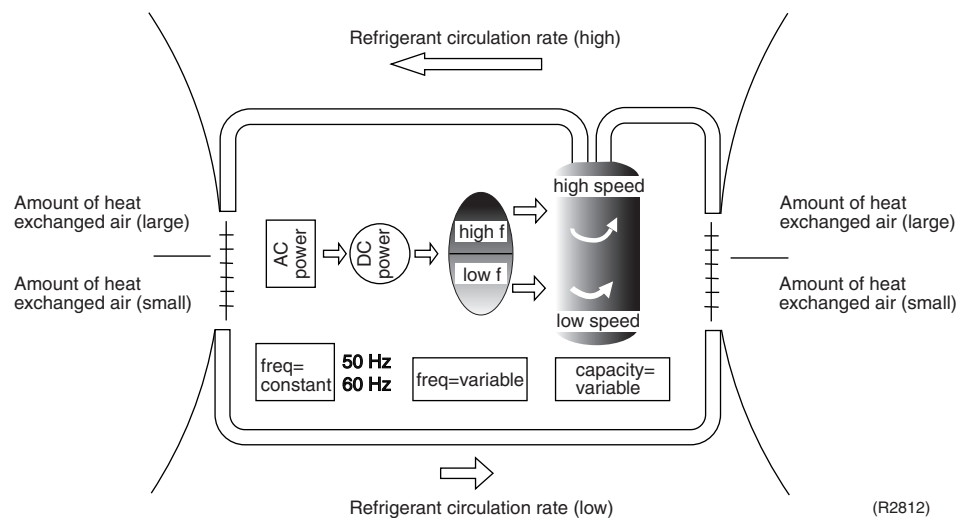 Refrigerant circulation rate (high)
Amount of heat
exchanged air (large)
Amount of heat
exchanged air (small)
AC
power
DC
power
high f
low f
high speed
low speed
Amount of heat
exchanged air (large)
Amount of heat
exchanged air (small)
freq=
constant
50 Hz
60 Hz
freq=variable
capacity=
variable
Refrigerant circulation rate (low)
(R2812)